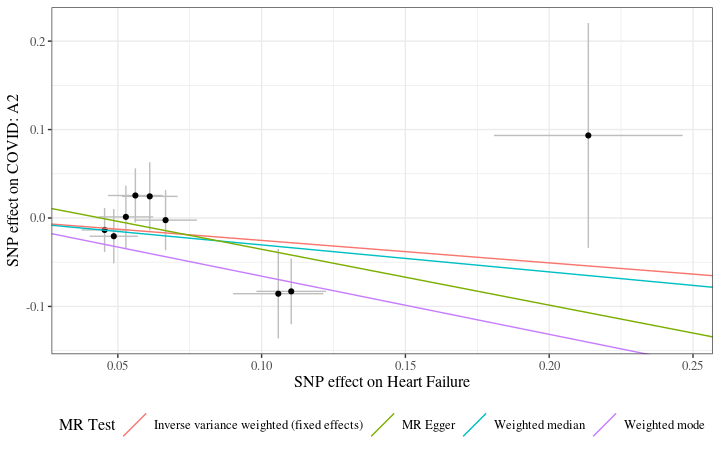 0.2
0.1
0.0
-0.1
SNP effect on COVID: A2
0.05
0.10
0.15
0.20
0.25
SNP effect on Heart Failure
MR Test
Inverse variance weighted (fixed effects)
MR Egger
Weighted median
Weighted mode